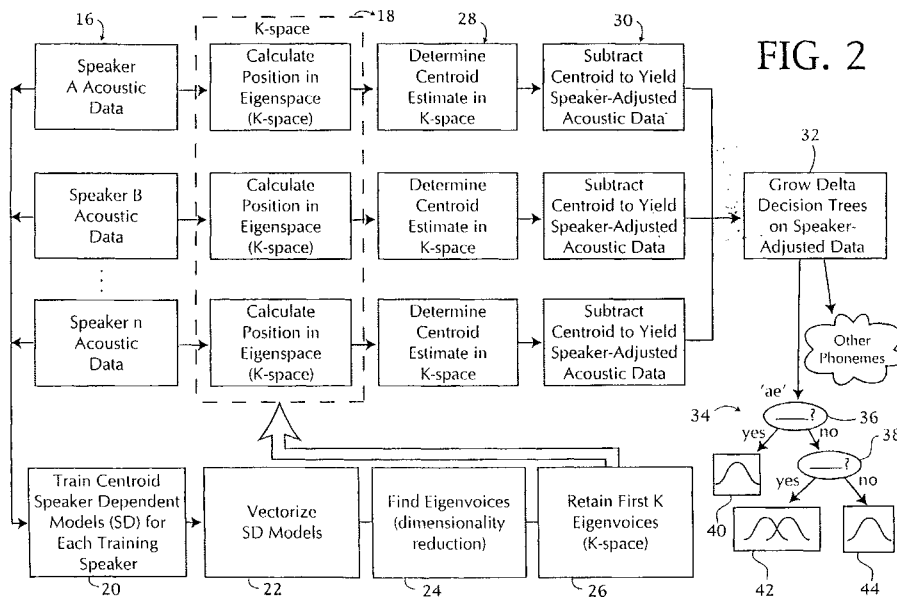 16
18
K-space
28
30
FIG. 2
Speaker
A Acoustic
Data
Calculate
Position in
Eigenspace
(K-space)
Determine
Centroid
Estimate in
K-space
Subtract
Centroid to Yield
Speaker-Adjusted
Acoustic Data
32
Speaker B
Acoustic
Data
Calculate
Position in
Eigenspace
(K-space)
Determine
Centroid
Estimate in
K-space
Subtract
Centroid to Yield
Speaker-Adjusted
Acoustic Data
Grow Delta
Decision Trees
on Speaker-
Adjusted Data
Speaker n
Acoustic
Data
Calculate
Position in
Eigenspace
(K-space)
Determine
Centroid
Estimate in
K-space
Subtract
Centroid to Yield
Speaker-Adjusted
Acoustic Data
Other
Phonemes
'ae'
34
___?
36
yes
no
___?
38
yes
no
40
42
44
Train Centroid
Speaker Dependent
Models (SD) for
Each Training
Speaker
20
Vectorize
SD Models
22
Find Eigenvoices
(dimensionality
reduction)
24
Retain First K
Eigenvoices
(K-space)
26